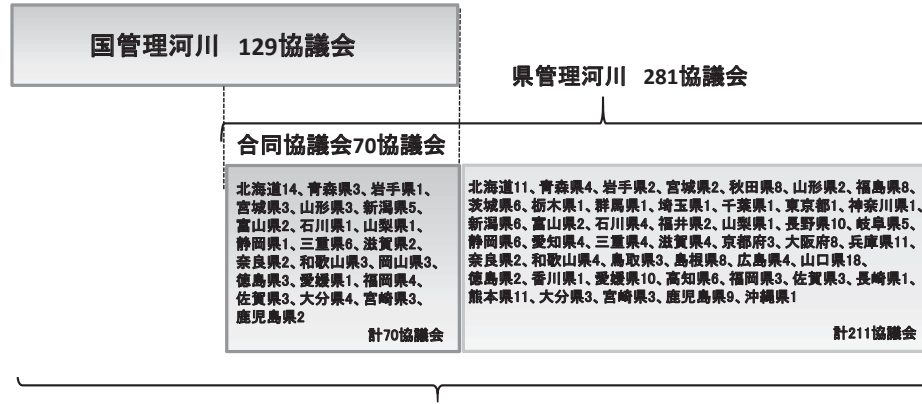 国管理河川 129協議会
県管理河川 281協議会
合同協議会70協議会
北海道14、青森県3、岩手県1、
宮城県3、山形県3、新潟県5、
富山県2、石川県1、山梨県1、
静岡県1、三重県6、滋賀県2、
奈良県2、和歌山県3、岡山県3、
徳島県3、愛媛県1、福岡県4、
佐賀県3、大分県4、宮崎県3、
鹿児島県2
計70協議会
北海道11、青森県4、岩手県2、宮城県2、秋田県8、山形県2、福島県8、
茨城県6、栃木県1、群馬県1、埼玉県1、千葉県1、東京都1、神奈川県1、
新潟県6、富山県2、石川県4、福井県2、山梨県1、長野県10、岐阜県5、
静岡県6、愛知県4、三重県4、滋賀県4、京都府3、大阪府8、兵庫県11、
奈良県2、和歌山県4、鳥取県3、島根県8、広島県4、山口県18、
徳島県2、香川県1、愛媛県10、高知県6、福岡県3、佐賀県3、長崎県1、
熊本県11、大分県3、宮崎県3、鹿児島県9、沖縄県1
計211協議会